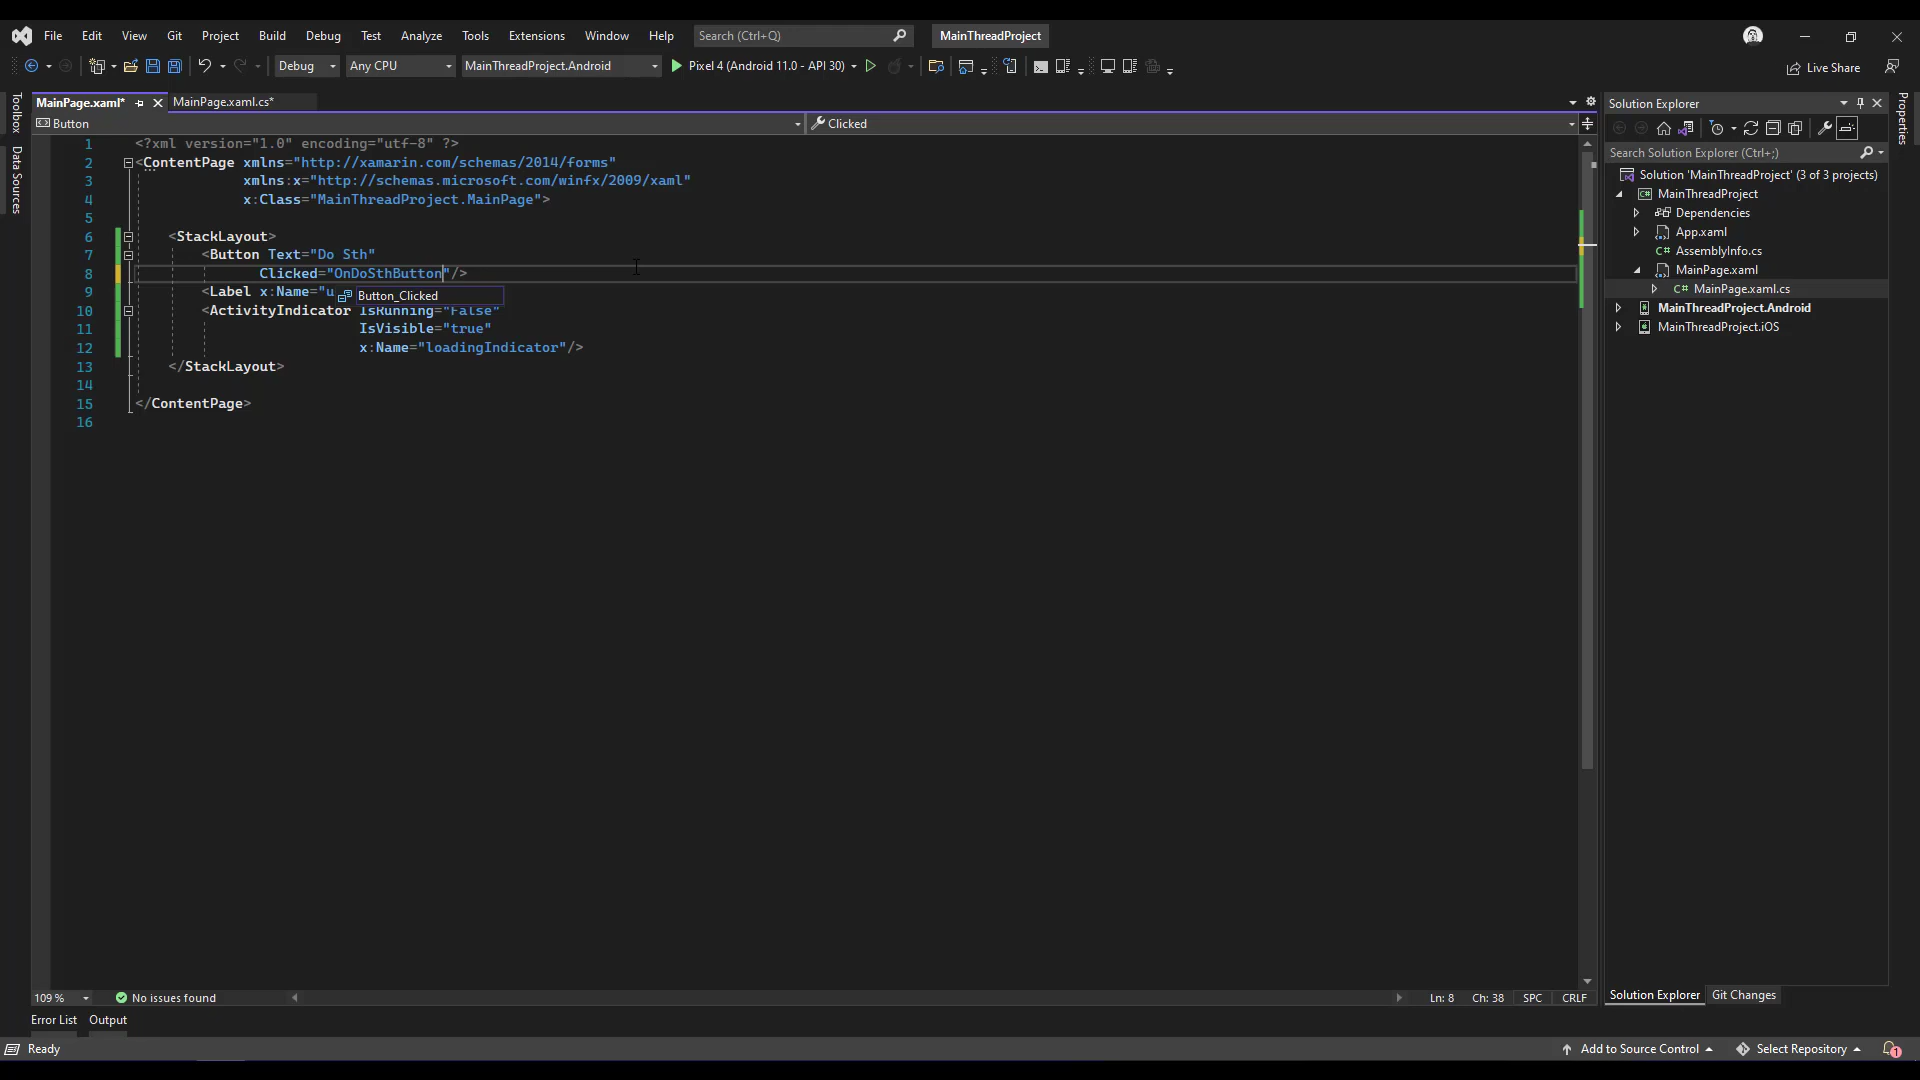 File Edit View Git Project Build Debug Test Analyze Tools Extensions Window Help Search (Ctrl+Q) MainThreadProject
Debug Any CPU MainThreadProject.Android Pixel 4 (Android 11.0 - API 30) Live Share
MainPage.xaml* MainPage.xaml.cs*
Button Clicked
Toolbox
Data Sources
1 <?xml version="1.0" encoding="utf-8" ?>
2 <ContentPage xmlns="http://xamarin.com/schemas/2014/forms"
3 xmlns:x="http://schemas.microsoft.com/winfx/2009/xaml"
4 x:Class="MainThreadProject.MainPage">
5
6 <StackLayout>
7 <Button Text="Do Sth"
8 Clicked="OnDoSthButton"/>
9 <Label x:Name="u
Button_Clicked
10 <ActivityIndicator IsRunning="False"
11 IsVisible="true"
12 x:Name="loadingIndicator"/>
13 </StackLayout>
14
15 </ContentPage>
16
Solution Explorer
Search Solution Explorer (Ctrl+;)
Solution 'MainThreadProject' (3 of 3 projects)
C# MainThreadProject
Dependencies
App.xaml
C# AssemblyInfo.cs
MainPage.xaml
C# MainPage.xaml.cs
MainThreadProject.Android
MainThreadProject.iOS
Properties
109 % No issues found Ln: 8 Ch: 38 SPC CRLF
Solution Explorer Git Changes
Error List Output
Ready Add to Source Control Select Repository 1